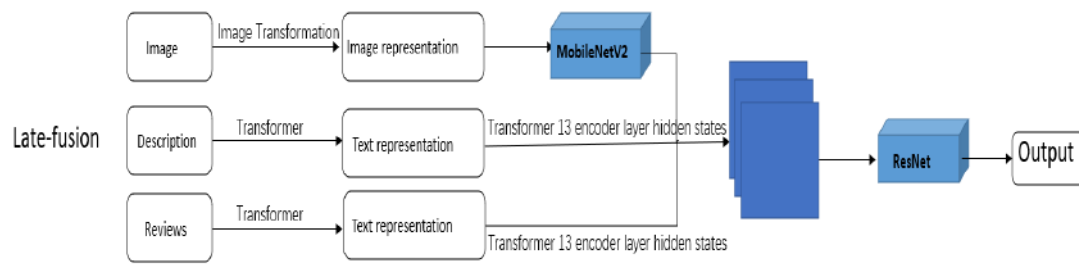 Image
Image Transformation
Image representation
MobileNetV2
Late-fusion
Description
Transformer
Text representation
Transformer 13 encoder layer hidden states
ResNet
Output
Reviews
Transformer
Text representation
Transformer 13 encoder layer hidden states